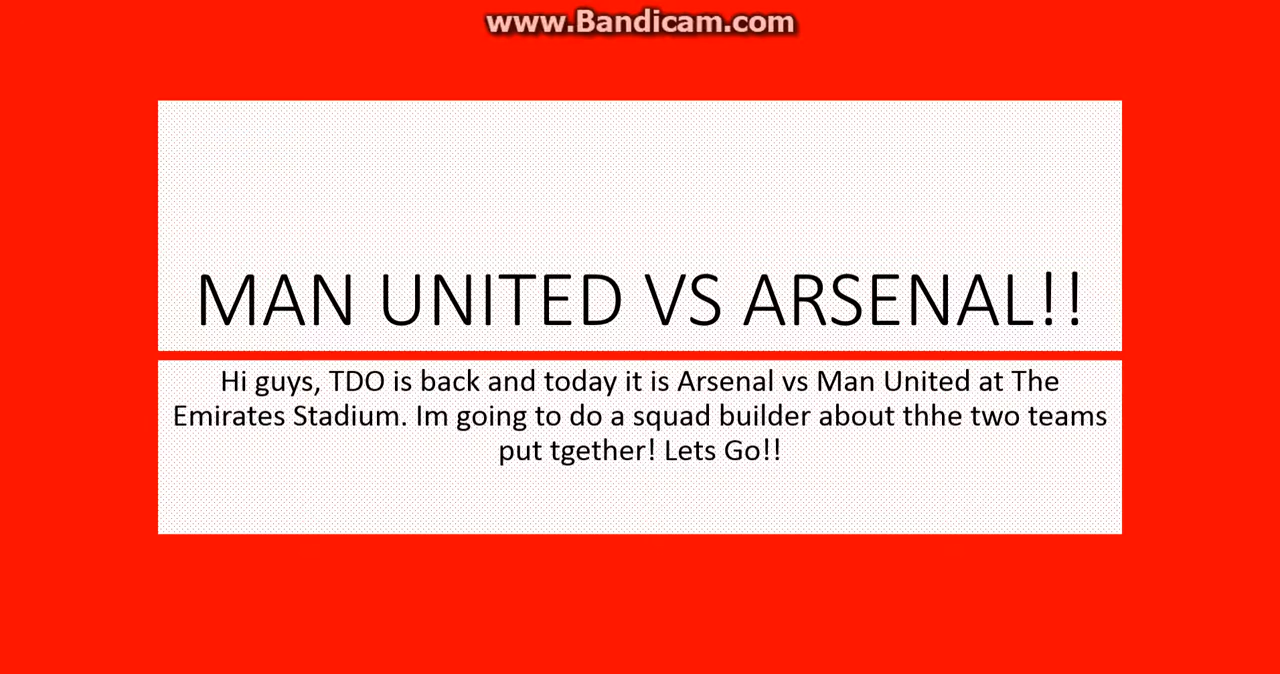 www.Bandicam.com
MAN UNITED VS ARSENAL!!
Hi guys, TDO is back and today it is Arsenal vs Man United at The
Emirates Stadium. Im going to do a squad builder about thhe two teams
put tgether! Lets Go!!